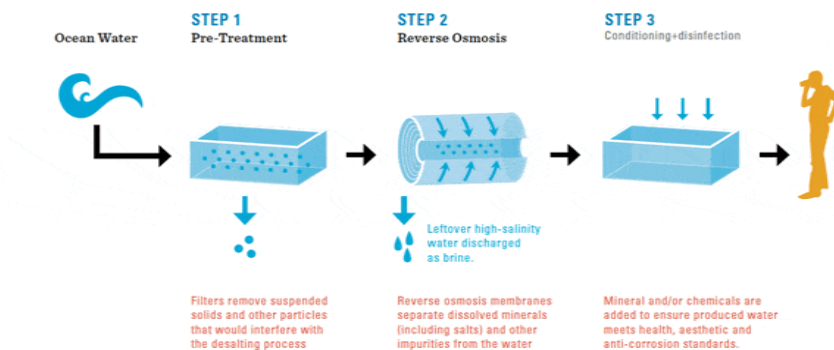 Ocean Water
STEP 1
Pre-Treatment
STEP 2
Reverse Osmosis
STEP 3
Conditioning+disinfection
Leftover high-salinity
water discharged
as brine.
Filters remove suspended
solids and other particles
that would interfere with
the desalting process
Reverse osmosis membranes
separate dissolved minerals
(including salts) and other
impurities from the water
Mineral and/or chemicals are
added to ensure produced water
meets health, aesthetic and
anti-corrosion standards.